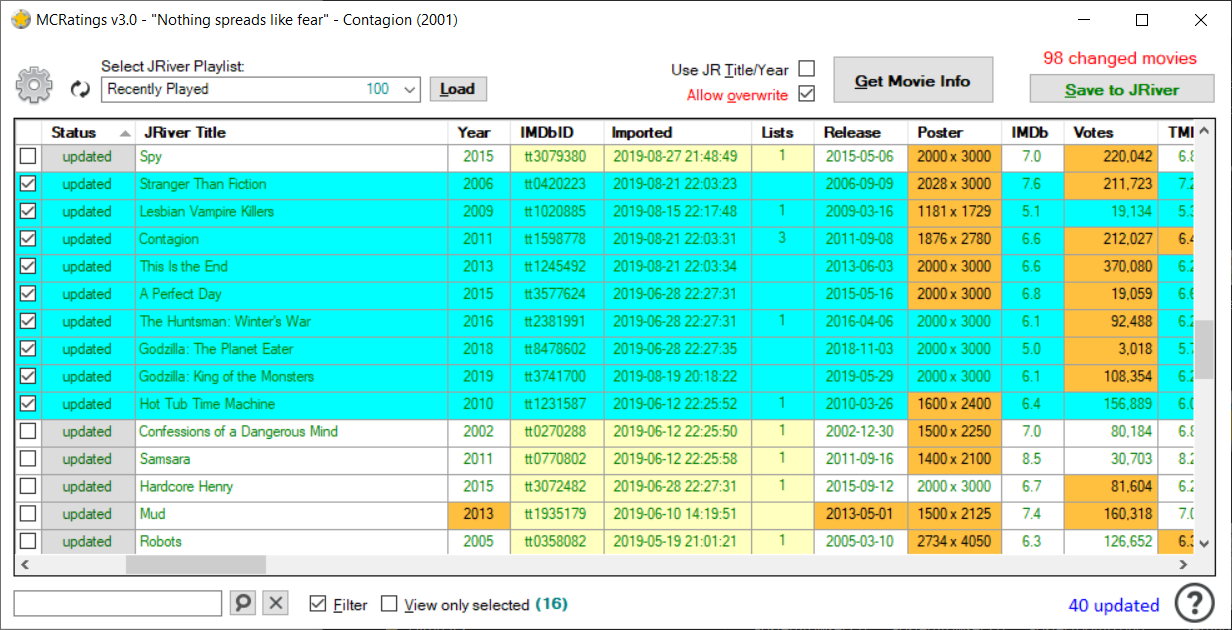 MCRatings v3.0 - "Nothing spreads like fear" - Contagion (2001)
Select JRiver Playlist:
Recently Played 100
Load
Use JR Title/Year
Allow overwrite
Get Movie Info
98 changed movies
Save to JRiver
Status JRiver Title Year IMDbID Imported Lists Release Poster IMDb Votes TMI
updated Spy 2015 tt3079380 2019-08-27 21:48:49 1 2015-05-06 2000 x 3000 7.0 220,042 6.8
updated Stranger Than Fiction 2006 tt0420223 2019-08-21 22:03:23 2006-09-09 2028 x 3000 7.6 211,723 7.2
updated Lesbian Vampire Killers 2009 tt1020885 2019-08-15 22:17:48 1 2009-03-16 1181 x 1729 5.1 19,134 5.3
updated Contagion 2011 tt1598778 2019-08-21 22:03:31 3 2011-09-08 1876 x 2780 6.6 212,027 6.4
updated This Is the End 2013 tt1245492 2019-08-21 22:03:34 2013-06-03 2000 x 3000 6.6 370,080 6.2
updated A Perfect Day 2015 tt3577624 2019-06-28 22:27:31 2015-05-16 2000 x 3000 6.8 19,059 6.6
updated The Huntsman: Winter's War 2016 tt2381991 2019-06-28 22:27:31 1 2016-04-06 2000 x 3000 6.1 92,488 6.2
updated Godzilla: The Planet Eater 2018 tt8478602 2019-06-28 22:27:35 2018-11-03 2000 x 3000 5.0 3,018 5.7
updated Godzilla: King of the Monsters 2019 tt3741700 2019-08-19 20:18:22 2019-05-29 2000 x 3000 6.1 108,354 6.2
updated Hot Tub Time Machine 2010 tt1231587 2019-06-12 22:25:52 1 2010-03-26 1600 x 2400 6.4 156,889 6.0
updated Confessions of a Dangerous Mind 2002 tt0270288 2019-06-12 22:25:50 1 2002-12-30 1500 x 2250 7.0 80,184 6.8
updated Samsara 2011 tt0770802 2019-06-12 22:25:58 1 2011-09-16 1400 x 2100 8.5 30,703 8.2
updated Hardcore Henry 2015 tt3072482 2019-06-28 22:27:31 1 2015-09-12 2000 x 3000 6.7 81,604 6.2
updated Mud 2013 tt1935179 2019-06-10 14:19:51 2013-05-01 1500 x 2125 7.4 160,318 7.0
updated Robots 2005 tt0358082 2019-05-19 21:01:21 1 2005-03-10 2734 x 4050 6.3 126,652 6.3
Filter View only selected (16)
40 updated
?